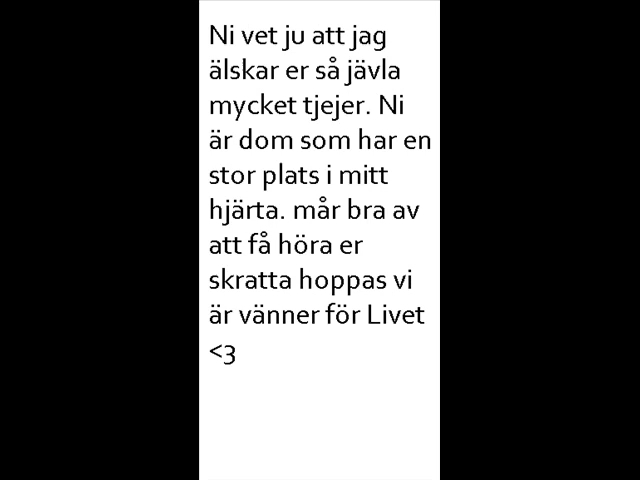 Ni vet ju att jag
älskar er så jävla
mycket tjejer. Ni
är dom som har en
stor plats i mitt
hjärta. mår bra av
att få höra er
skratta hoppas vi
är vänner för Livet
<3